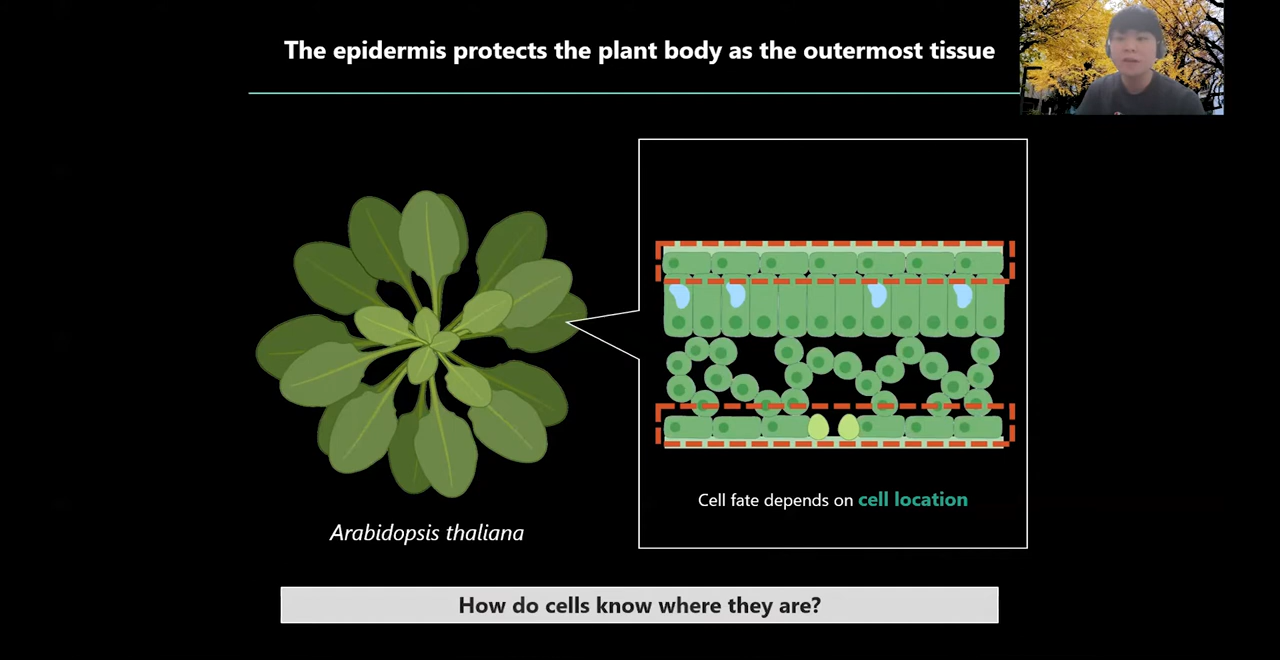 The epidermis protects the plant body as the outermost tissue
Cell fate depends on cell location
Arabidopsis thaliana
How do cells know where they are?